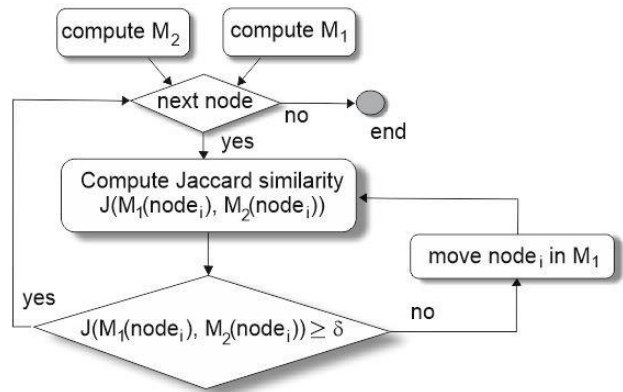 compute M₂
compute M₁
next node
no
end
yes
Compute Jaccard similarity
J(M₁(nodeᵢ), M₂(nodeᵢ))
move nodeᵢ in M₁
yes
no
J(M₁(nodeᵢ), M₂(nodeᵢ)) ≥ δ